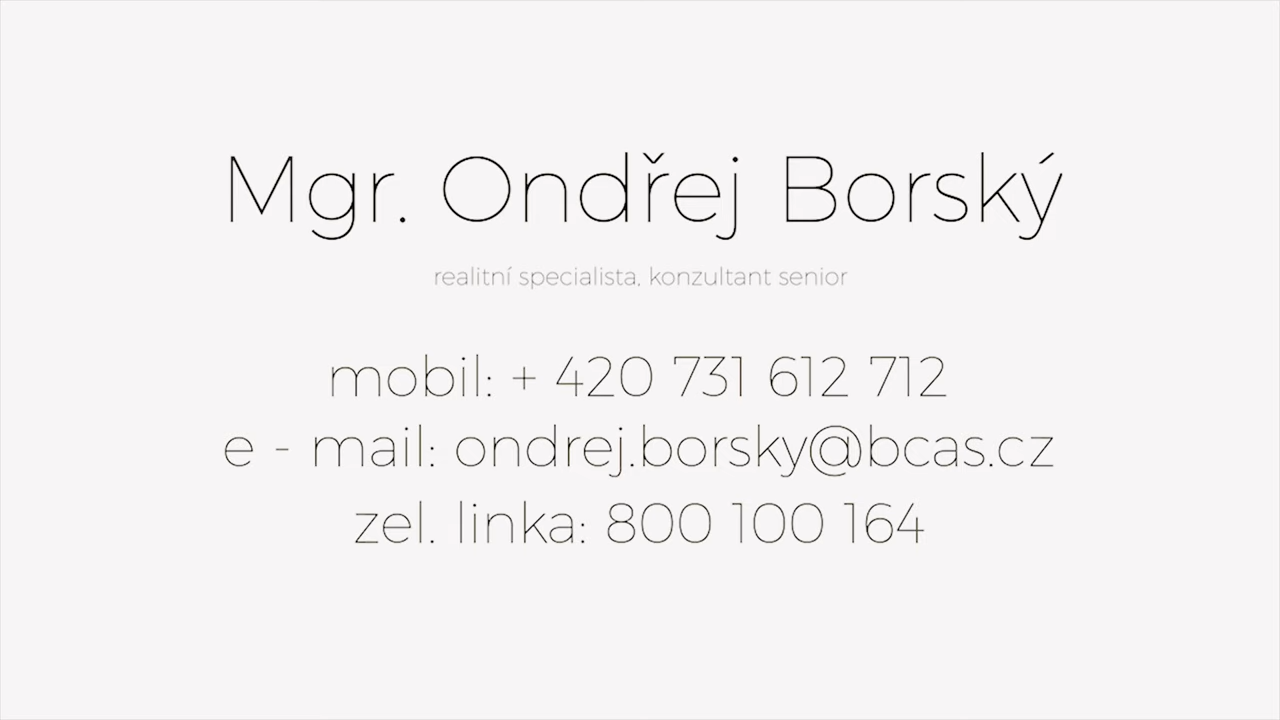 Mgr. Ondřej Borský
realitní specialista, konzultant senior
mobil: + 420 731 612 712
e - mail: ondrej.borsky@bcas.cz
zel. linka: 800 100 164